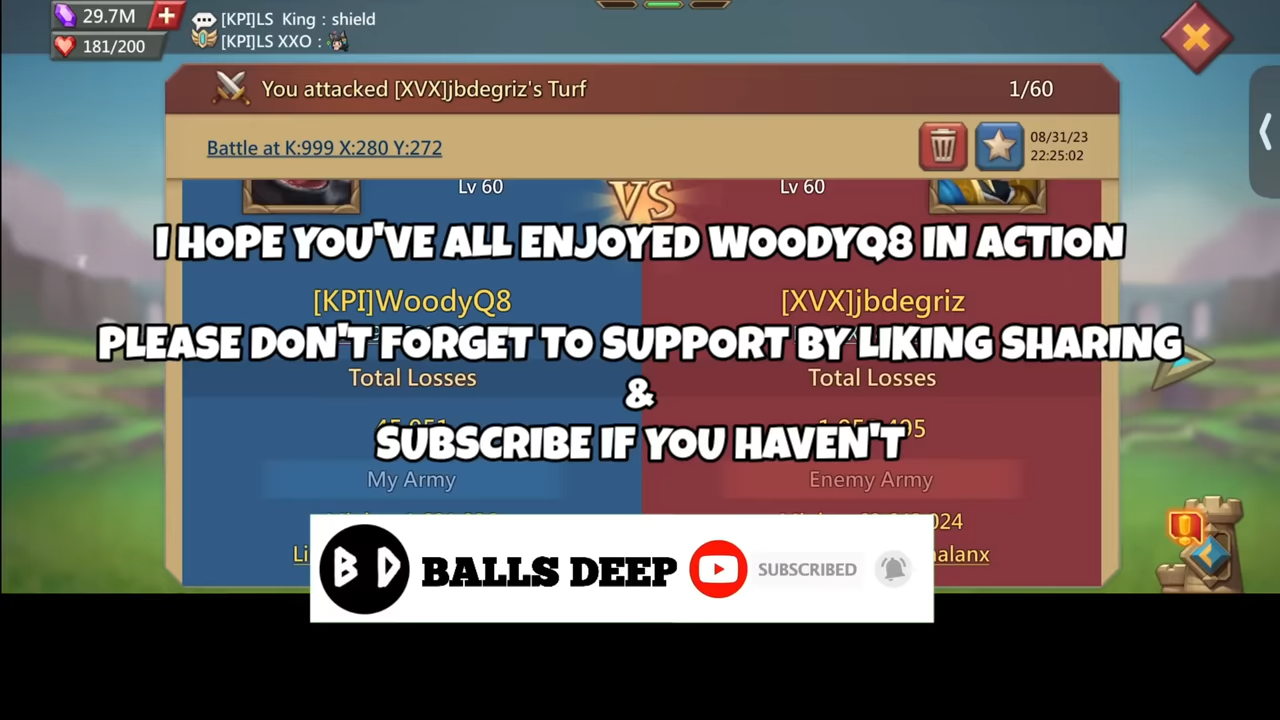 29.7M
[KPI]LS King : shield
181/200
[KPI]LS XXO :
You attacked [XVX]jbdegriz's Turf
1/60
Battle at K:999 X:280 Y:272
08/31/23
22:25:02
Lv 60
VS
Lv 60
I HOPE YOU'VE ALL ENJOYED WOODYQ8 IN ACTION
[KPI]WoodyQ8
[XVX]jbdegriz
PLEASE DON'T FORGET TO SUPPORT BY LIKING SHARING
Total Losses
Total Losses
&
SUBSCRIBE IF YOU HAVEN'T
My Army
Enemy Army
BD
BALLS DEEP
SUBSCRIBED